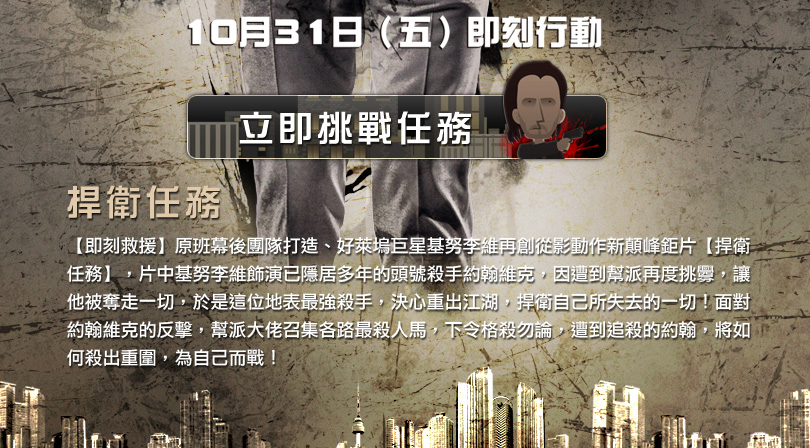 10月31日（五）即刻行動
立即挑戰任務
捍衛任務
【即刻救援】原班幕後團隊打造、好萊塢巨星基努李維再創從影動作新顛峰鉅片【捍衛
任務】，片中基努李維飾演已隱居多年的頭號殺手約翰維克，因遭到幫派再度挑釁，讓
他被奪走一切，於是這位地表最強殺手，決心重出江湖，捍衛自己所失去的一切！面對
約翰維克的反擊，幫派大佬召集各路最殺人馬，下令格殺勿論，遭到追殺的約翰，將如
何殺出重圍，為自己而戰！